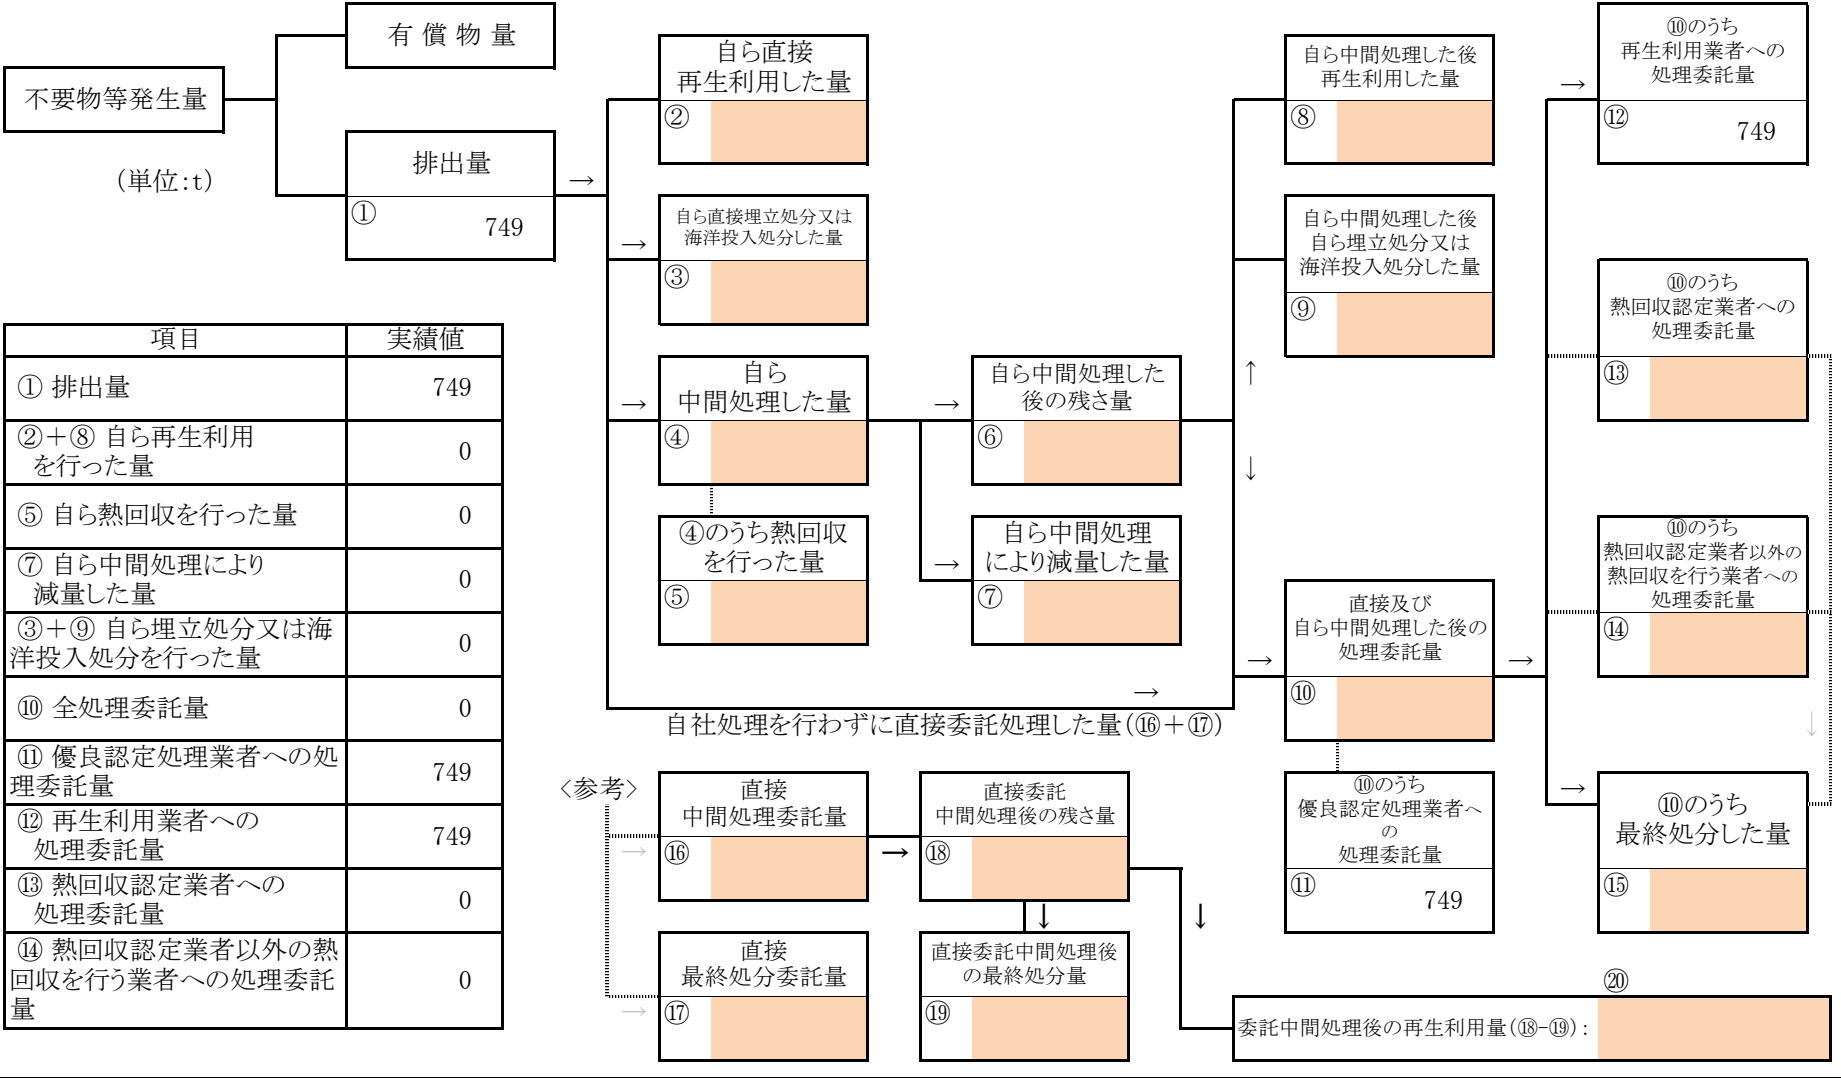 有 償 物 量
不要物等発生量
(単位:t)
排出量
①
749
→
自ら直接
再生利用した量
②
→
自ら直接埋立処分又は
海洋投入処分した量
③
→
自ら
中間処理した量
④
④のうち熱回収
を行った量
⑤
→
自ら中間処理した
後の残さ量
⑥
→
自ら中間処理
により減量した量
⑦
自ら中間処理した後
再生利用した量
⑧
自ら中間処理した後
自ら埋立処分又は
海洋投入処分した量
⑨
↑
↓
→
自社処理を行わずに直接委託処理した量(⑯+⑰)
→
直接及び
自ら中間処理した後の
処理委託量
⑩
⑩のうち
優良認定処理業者へ
の
処理委託量
⑪
749
→
→
⑩のうち
再生利用業者への
処理委託量
⑫
749
⑩のうち
熱回収認定業者への
処理委託量
⑬
⑩のうち
熱回収認定業者以外の
熱回収を行う業者への
処理委託量
⑭
↓
→
⑩のうち
最終処分した量
⑮
項目 実績値
① 排出量 749
②+⑧ 自ら再生利用
を行った量 0
⑤ 自ら熱回収を行った量 0
⑦ 自ら中間処理により
減量した量 0
③+⑨ 自ら埋立処分又は海
洋投入処分を行った量 0
⑩ 全処理委託量 0
⑪ 優良認定処理業者への処
理委託量 749
⑫ 再生利用業者への
処理委託量 749
⑬ 熱回収認定業者への
処理委託量 0
⑭ 熱回収認定業者以外の熱
回収を行う業者への処理委託
量 0
<参考>
→
直接
中間処理委託量
⑯
→
直接委託
中間処理後の残さ量
⑱
↓
↓
→
直接
最終処分委託量
⑰
直接委託中間処理後
の最終処分量
⑲
⑳
委託中間処理後の再生利用量(⑱-⑲):